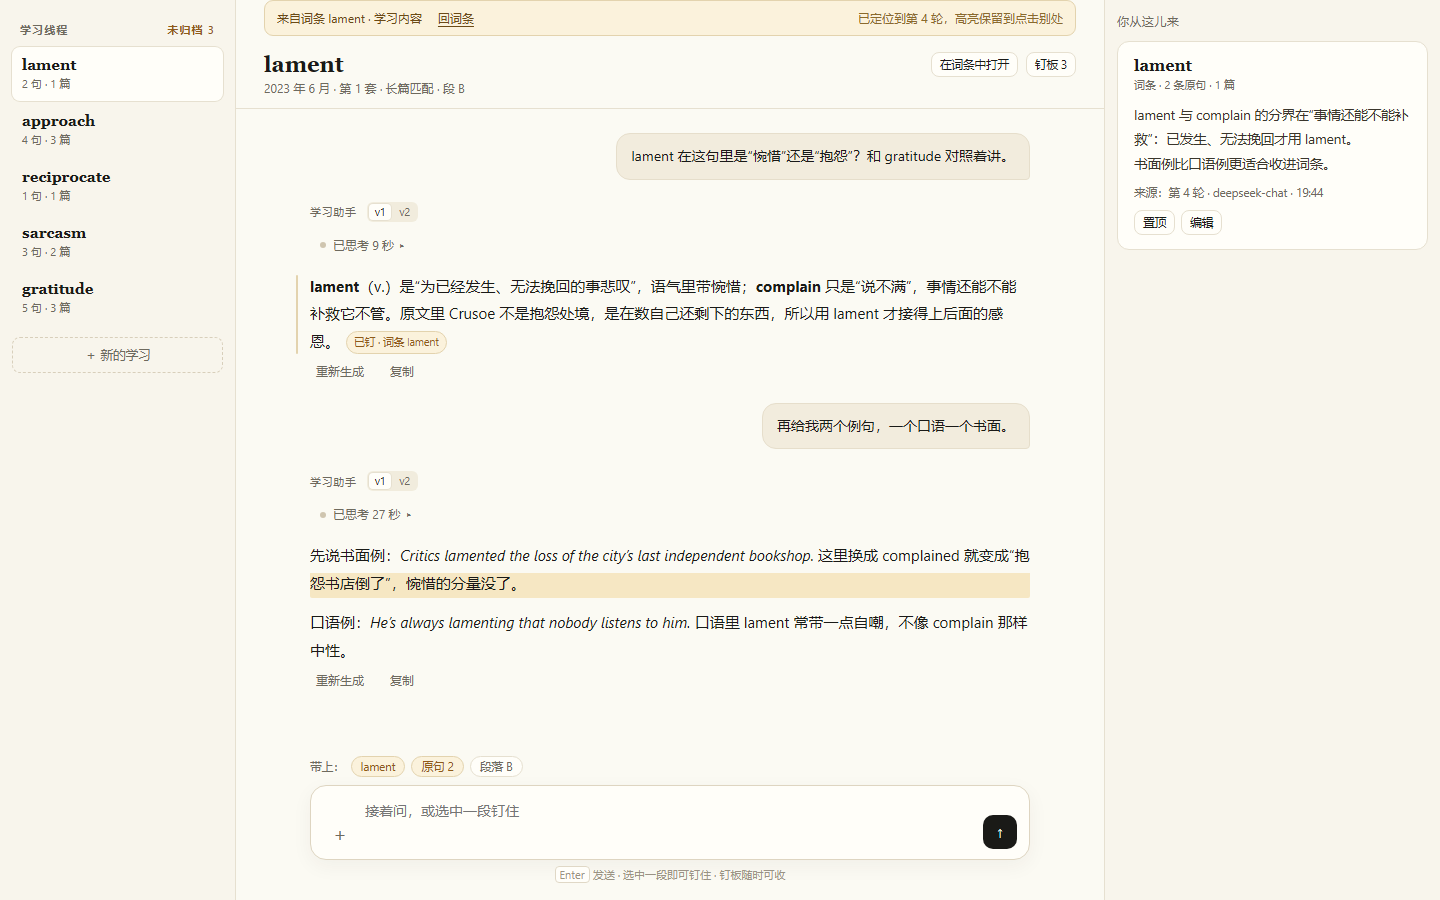 学习线程 未归档 3
lament
2 句 · 1 篇
approach
4 句 · 3 篇
reciprocate
1 句 · 1 篇
sarcasm
3 句 · 2 篇
gratitude
5 句 · 3 篇
+ 新的学习
来自词条 lament · 学习内容 回词条 已定位到第 4 轮，高亮保留到点击别处
lament
2023 年 6 月 · 第 1 套 · 长篇匹配 · 段 B
在词条中打开 钉板 3
lament 在这句里是“惋惜”还是“抱怨”？和 gratitude 对照着讲。
学习助手 v1 v2
已思考 9 秒 ▸
lament（v.）是“为已经发生、无法挽回的事悲叹”，语气里带惋惜；complain 只是“说不满”，事情还能不能
补救它不管。原文里 Crusoe 不是抱怨处境，是在数自己还剩下的东西，所以用 lament 才接得上后面的感
恩。 已钉 · 词条 lament
重新生成 复制
再给我两个例句，一个口语一个书面。
学习助手 v1 v2
已思考 27 秒 ▸
先说书面例：Critics lamented the loss of the city’s last independent bookshop. 这里换成 complained 就变成“抱
怨书店倒了”，惋惜的分量没了。
口语例：He’s always lamenting that nobody listens to him. 口语里 lament 常带一点自嘲，不像 complain 那样
中性。
重新生成 复制
带上： lament 原句 2 段落 B
接着问，或选中一段钉住
+ ↑
Enter 发送 · 选中一段即可钉住 · 钉板随时可收
你从这儿来
lament
词条 · 2 条原句 · 1 篇
lament 与 complain 的分界在“事情还能不能补
救”：已发生、无法挽回才用 lament。
书面例比口语例更适合收进词条。
来源：第 4 轮 · deepseek-chat · 19:44
置顶 编辑